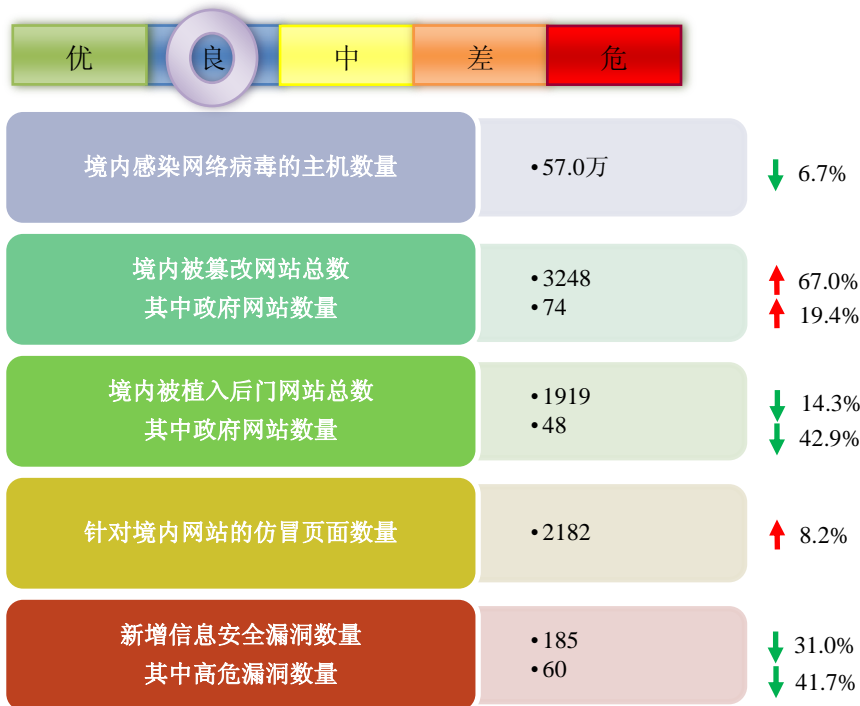 优 良 中 差 危
境内感染网络病毒的主机数量 •57.0万 6.7%
境内被篡改网站总数 •3248 67.0%
其中政府网站数量 •74 19.4%
境内被植入后门网站总数 •1919 14.3%
其中政府网站数量 •48 42.9%
针对境内网站的仿冒页面数量 •2182 8.2%
新增信息安全漏洞数量 •185 31.0%
其中高危漏洞数量 •60 41.7%